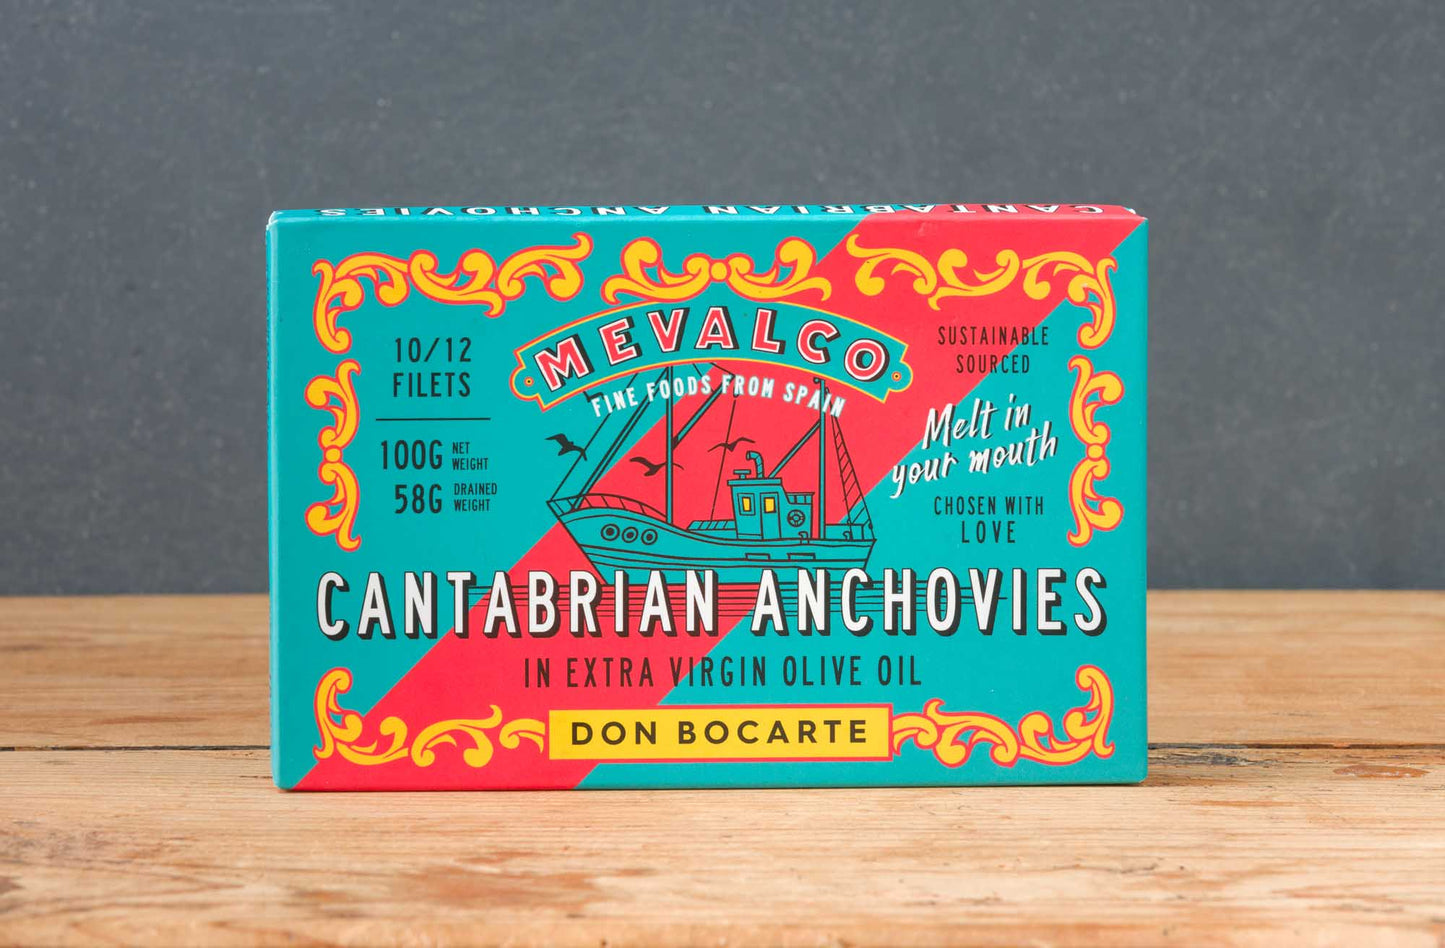 CANTABRIAN ANCHOVIES
MEVALCO
FINE FOODS FROM SPAIN
10/12
FILETS
100G NET WEIGHT
58G DRAINED WEIGHT
SUSTAINABLE
SOURCED
Melt in
your mouth
CHOSEN WITH
LOVE
CANTABRIAN ANCHOVIES
IN EXTRA VIRGIN OLIVE OIL
DON BOCARTE